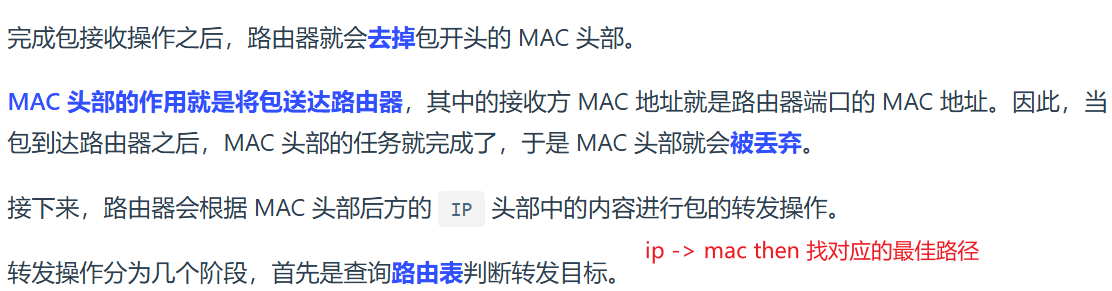 完成包接收操作之后，路由器就会去掉包开头的 MAC 头部。
MAC 头部的作用就是将包送达路由器，其中的接收方 MAC 地址就是路由器端口的 MAC 地址。因此，当
包到达路由器之后，MAC 头部的任务就完成了，于是 MAC 头部就会被丢弃。
接下来，路由器会根据 MAC 头部后方的 IP 头部中的内容进行包的转发操作。
ip -> mac then 找对应的最佳路径
转发操作分为几个阶段，首先是查询路由表判断转发目标。